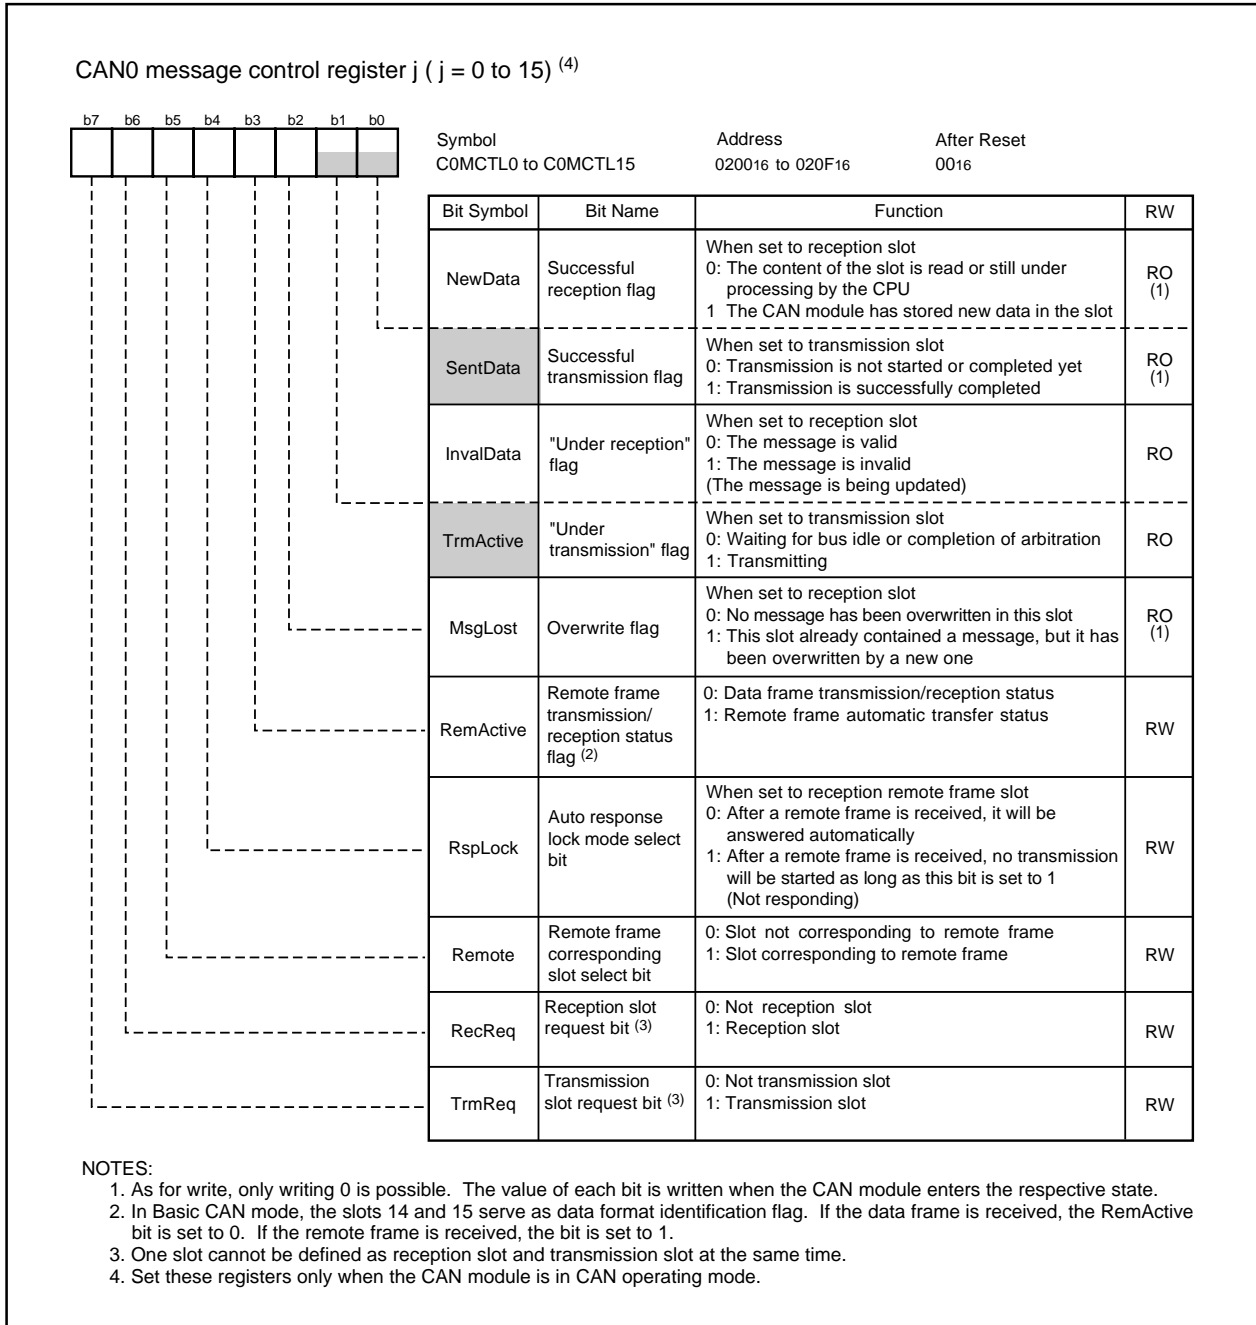 CAN0 message control register j ( j = 0 to 15) (4)
b7 b6 b5 b4 b3 b2 b1 b0
Symbol Address After Reset
C0MCTL0 to C0MCTL15 020016 to 020F16 0016
Bit Symbol Bit Name Function RW
NewData
Successful
reception flag
When set to reception slot
0: The content of the slot is read or still under
processing by the CPU
1 The CAN module has stored new data in the slot
RO
(1)
SentData
Successful
transmission flag
When set to transmission slot
0: Transmission is not started or completed yet
1: Transmission is successfully completed
RO
(1)
InvalData
"Under reception"
flag
When set to reception slot
0: The message is valid
1: The message is invalid
(The message is being updated)
RO
TrmActive
"Under
transmission" flag
When set to transmission slot
0: Waiting for bus idle or completion of arbitration
1: Transmitting
RO
MsgLost
Overwrite flag
When set to reception slot
0: No message has been overwritten in this slot
1: This slot already contained a message, but it has
been overwritten by a new one
RO
(1)
RemActive
Remote frame
transmission/
reception status
flag (2)
0: Data frame transmission/reception status
1: Remote frame automatic transfer status
RW
RspLock
Auto response
lock mode select
bit
When set to reception remote frame slot
0: After a remote frame is received, it will be
answered automatically
1: After a remote frame is received, no transmission
will be started as long as this bit is set to 1
(Not responding)
RW
Remote
Remote frame
corresponding
slot select bit
0: Slot not corresponding to remote frame
1: Slot corresponding to remote frame
RW
RecReq
Reception slot
request bit (3)
0: Not reception slot
1: Reception slot
RW
TrmReq
Transmission
slot request bit (3)
0: Not transmission slot
1: Transmission slot
RW
NOTES:
1. As for write, only writing 0 is possible. The value of each bit is written when the CAN module enters the respective state.
2. In Basic CAN mode, the slots 14 and 15 serve as data format identification flag. If the data frame is received, the RemActive
bit is set to 0. If the remote frame is received, the bit is set to 1.
3. One slot cannot be defined as reception slot and transmission slot at the same time.
4. Set these registers only when the CAN module is in CAN operating mode.